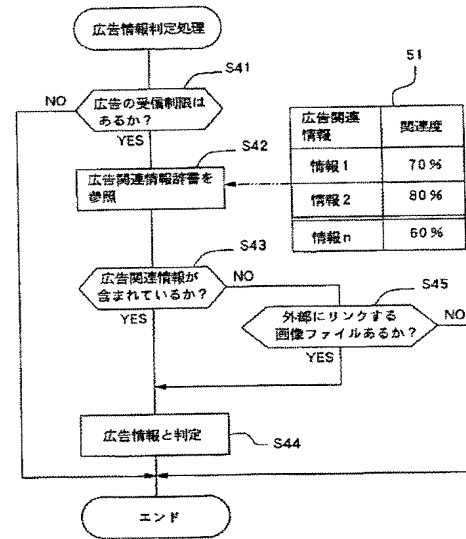 広告情報判定処理
S41
広告の受信制限は
あるか?
NO
YES
S42
広告関連情報辞書を
参照
51
広告関連
情報
関連度
情報1
70%
情報2
80%
情報n
60%
S43
広告関連情報が
含まれているか?
NO
YES
S45
外部にリンクする
画像ファイルあるか?
NO
YES
広告情報と判定
S44
エンド